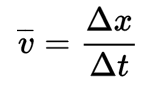 v̅ = Δx / Δt